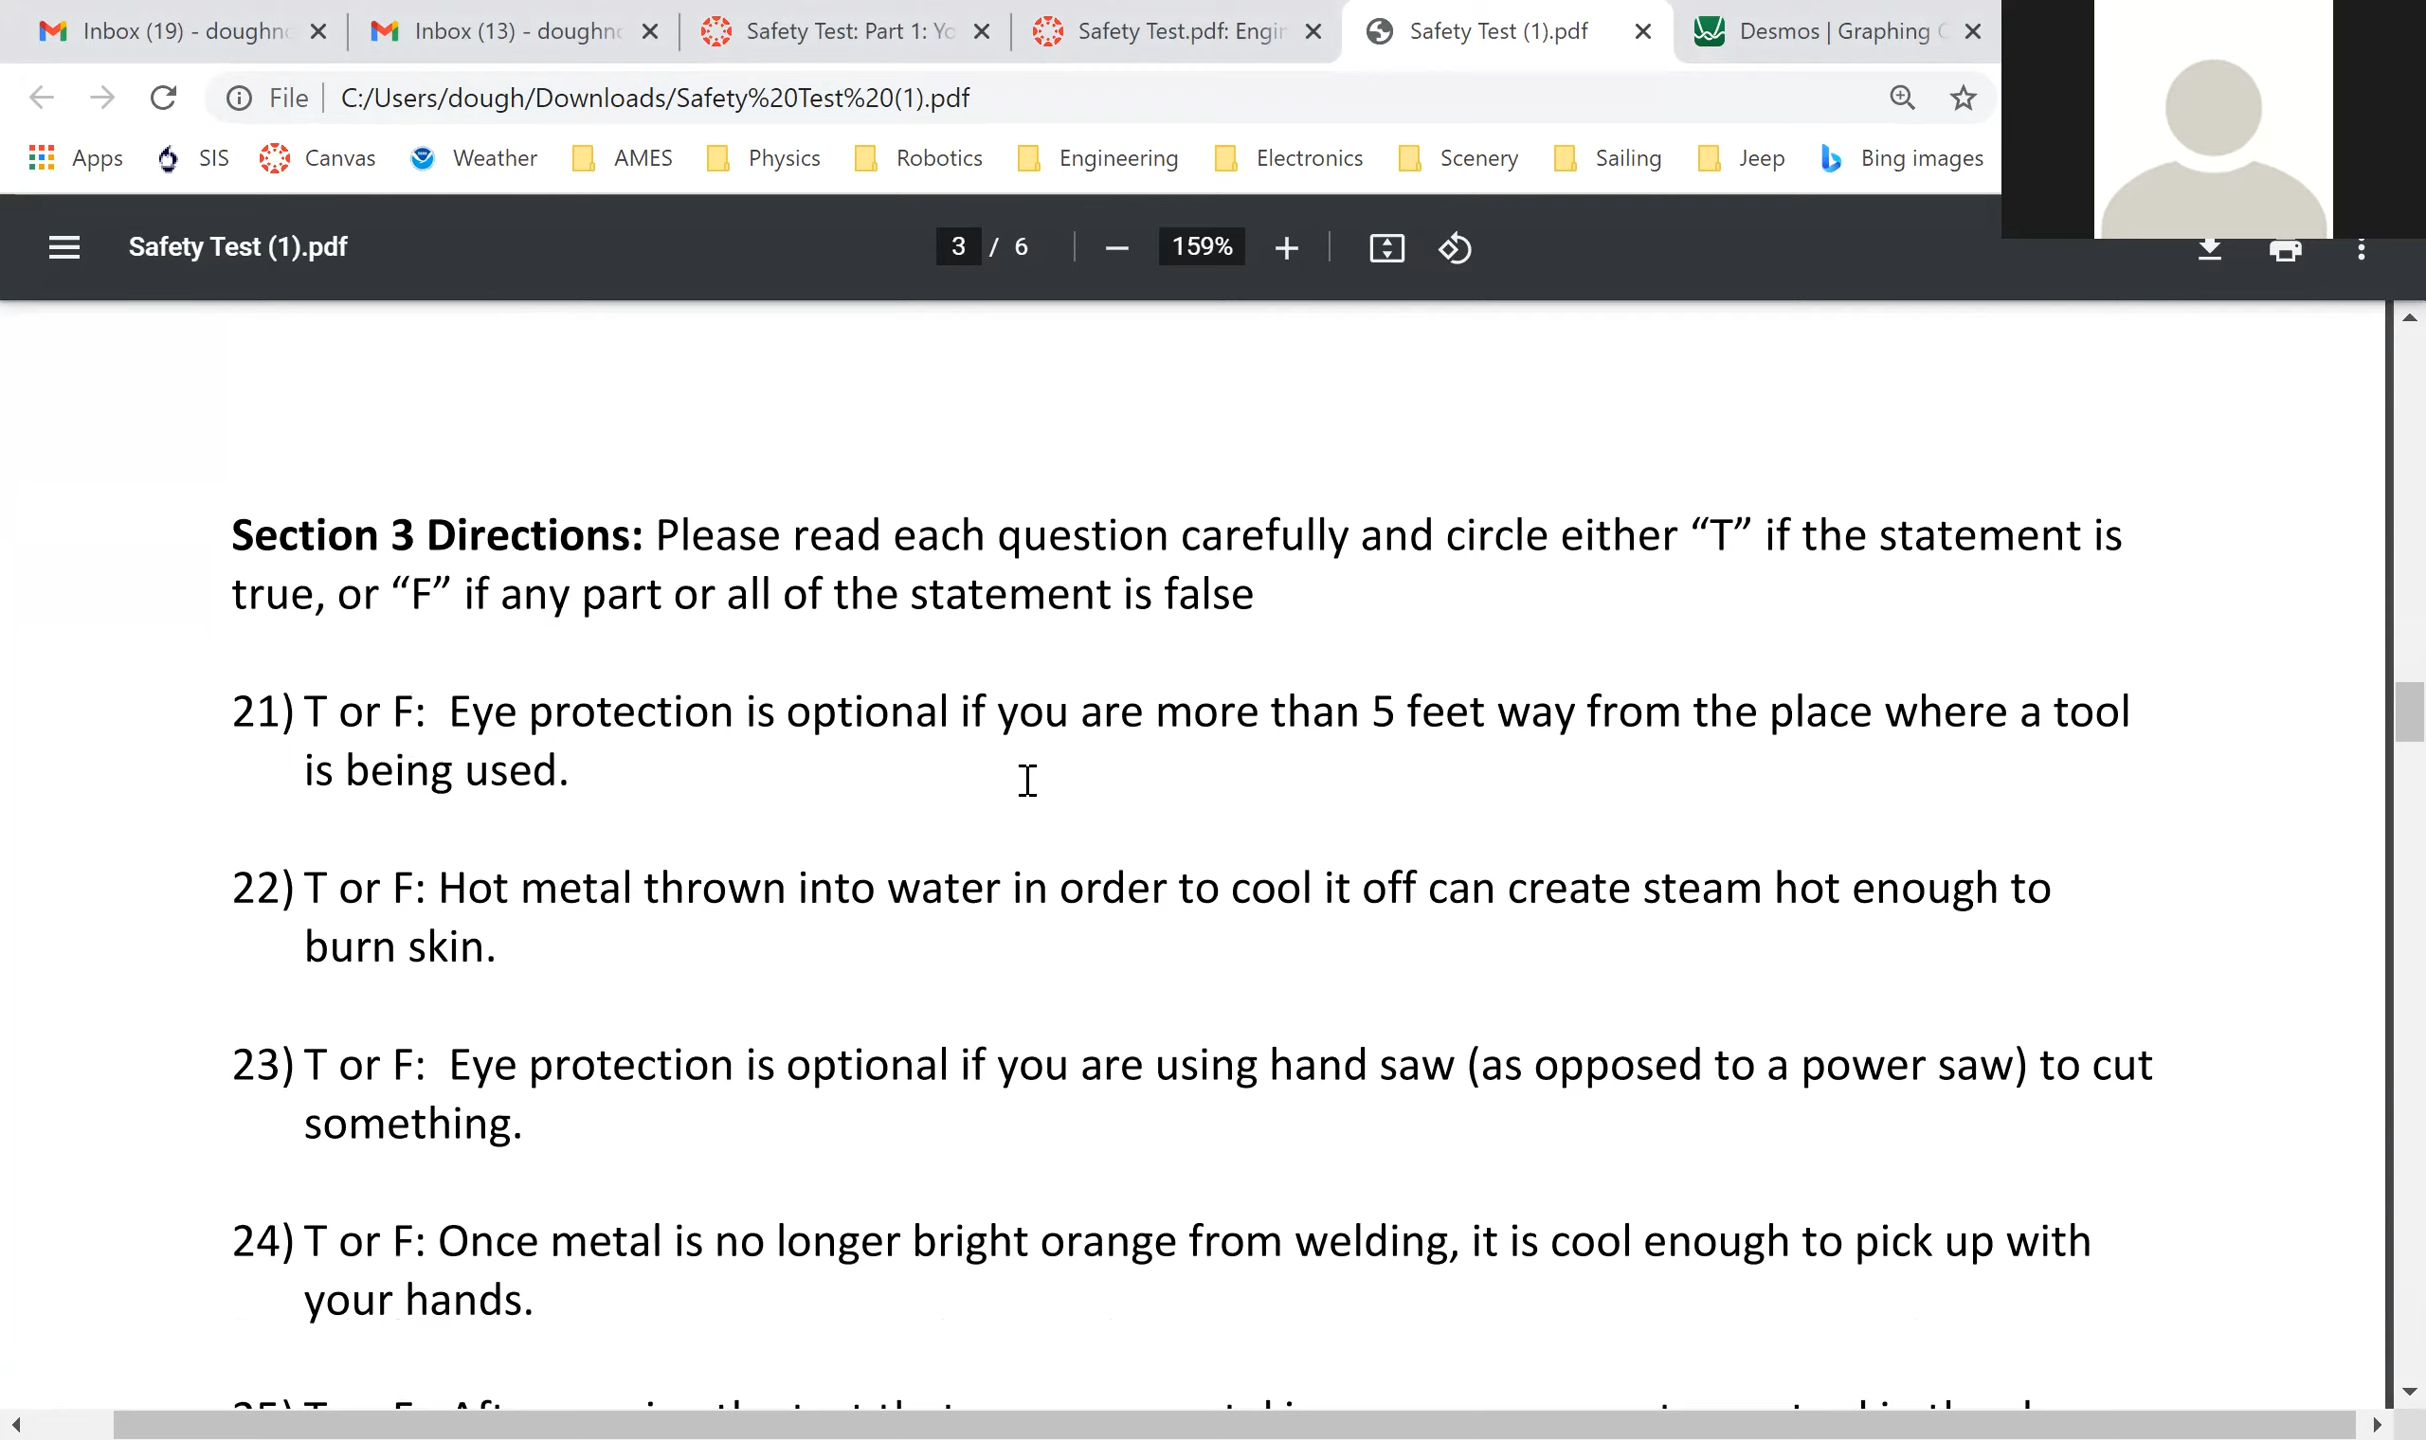 Inbox (19) - doughn
Inbox (13) - doughn
Safety Test: Part 1: Yo
Safety Test.pdf: Engin
Safety Test (1).pdf
Desmos | Graphing C
File
C:/Users/dough/Downloads/Safety%20Test%20(1).pdf
Apps SIS Canvas Weather AMES Physics Robotics Engineering Electronics Scenery Sailing Jeep Bing images
Safety Test (1).pdf
3 / 6
159%
Section 3 Directions: Please read each question carefully and circle either “T” if the statement is
true, or “F” if any part or all of the statement is false
21) T or F: Eye protection is optional if you are more than 5 feet way from the place where a tool
is being used.
22) T or F: Hot metal thrown into water in order to cool it off can create steam hot enough to
burn skin.
23) T or F: Eye protection is optional if you are using hand saw (as opposed to a power saw) to cut
something.
24) T or F: Once metal is no longer bright orange from welding, it is cool enough to pick up with
your hands.